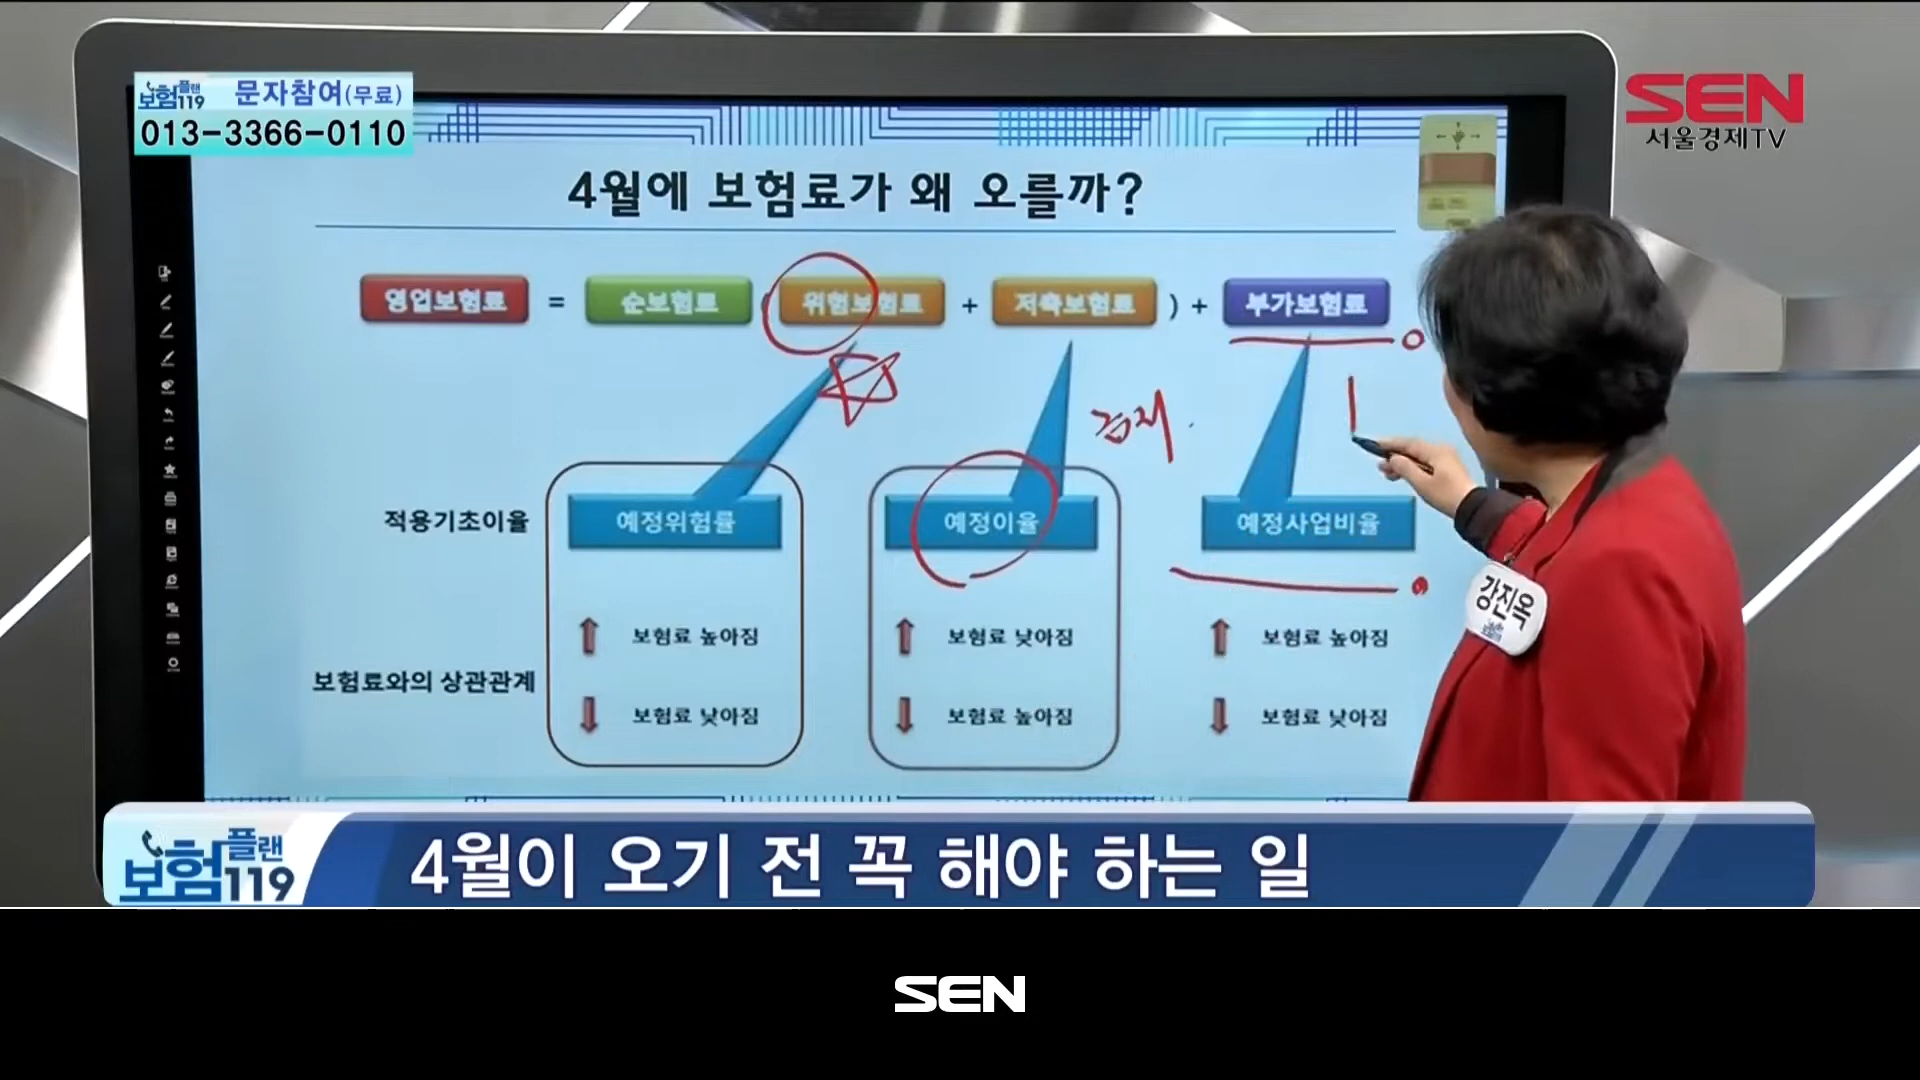 보험플랜119 문자참여(무료)
013-3366-0110
SEN
서울경제TV
4월에 보험료가 왜 오를까?
영업보험료 = 순보험료 ( 위험보험료 + 저축보험료 ) + 부가보험료
경제.
적용기초이율 예정위험률 예정이율 예정사업비율
강진옥
보험료 높아짐 보험료 낮아짐 보험료 높아짐
보험료와의 상관관계
보험료 낮아짐 보험료 높아짐 보험료 낮아짐
보험플랜119
4월이 오기 전 꼭 해야 하는 일
SEN